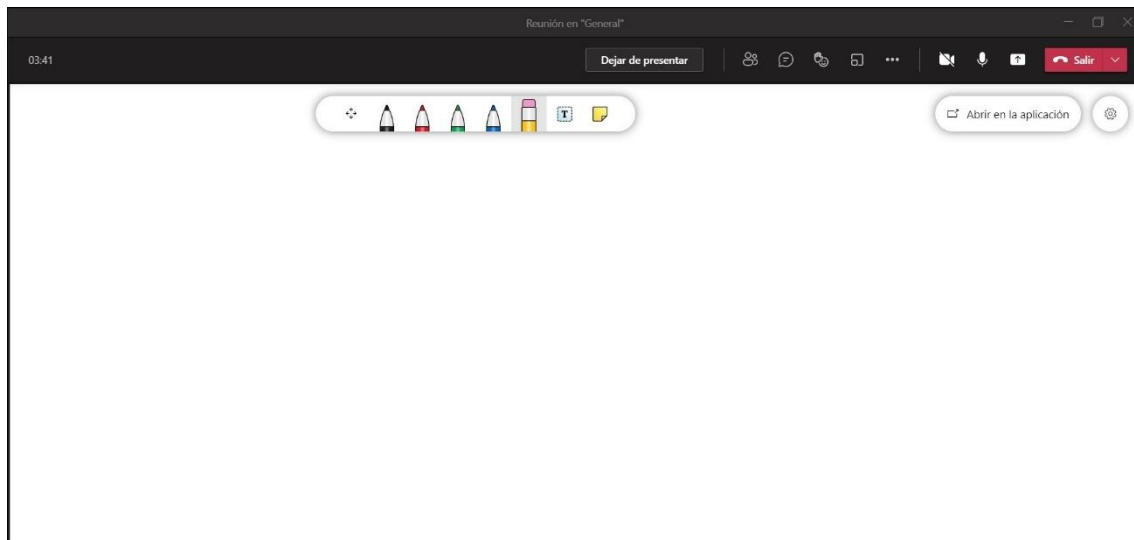 Reunión en "General"
03:41
Dejar de presentar
Salir
T
Abrir en la aplicación